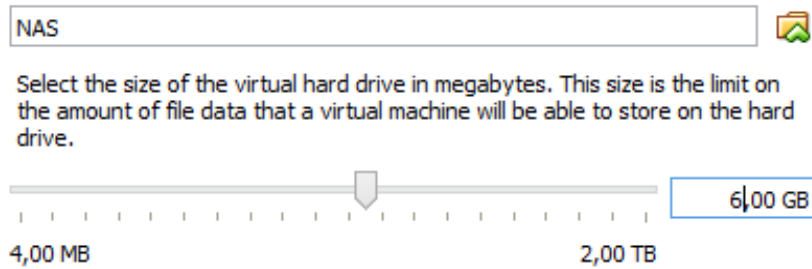 NAS
Select the size of the virtual hard drive in megabytes. This size is the limit on
the amount of file data that a virtual machine will be able to store on the hard
drive.
6,00 GB
4,00 MB
2,00 TB